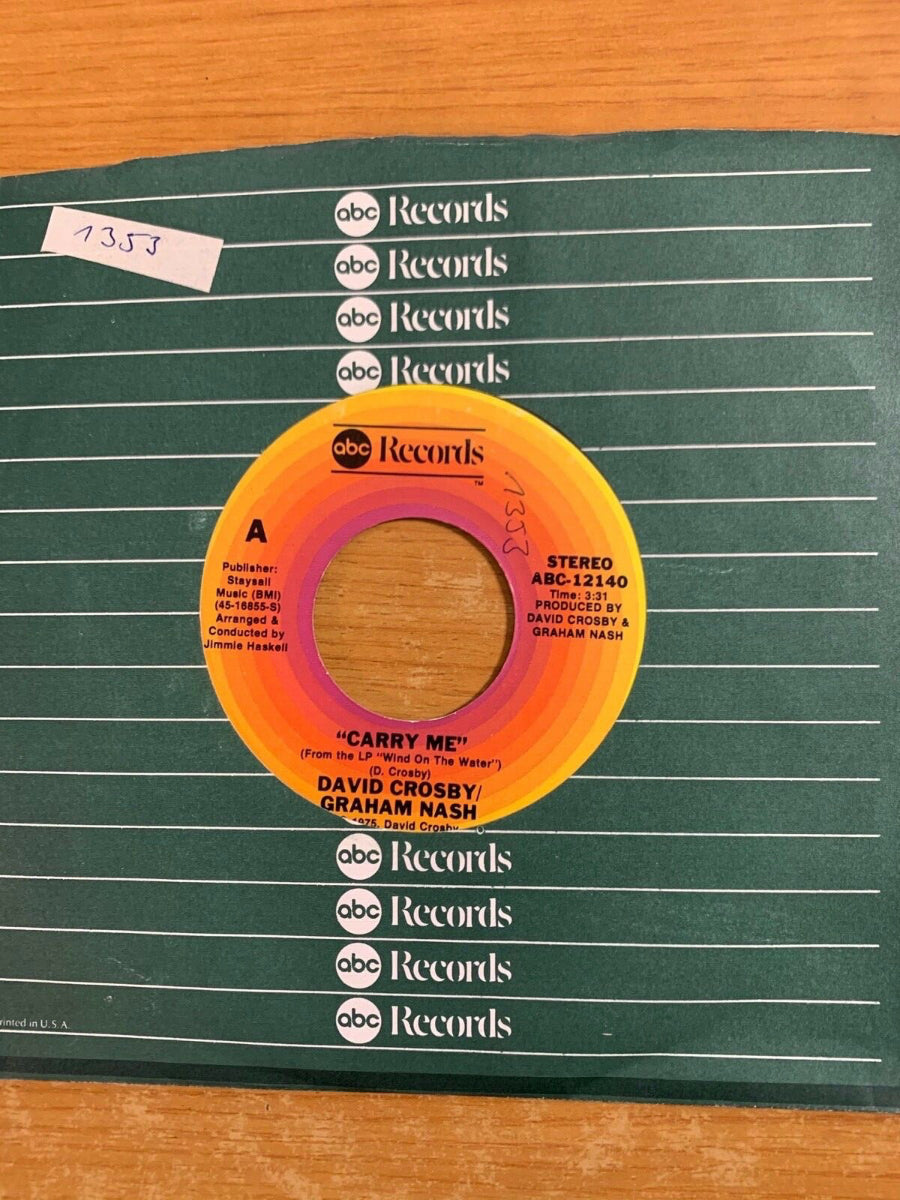 abc Records
1353
abc Records
abc Records
abc Records
abc Records
TM
1353
A
Publisher:
Staysail
Music (BMI)
(45-16855-S)
Arranged &
Conducted by
Jimmie Haskell
STEREO
ABC-12140
Time: 3:31
PRODUCED BY
DAVID CROSBY &
GRAHAM NASH
"CARRY ME"
(From the LP "Wind On The Water")
(D. Crosby)
DAVID CROSBY/
GRAHAM NASH
1975, David Crosby
abc Records
abc Records
abc Records
abc Records
rinted in U.S.A.